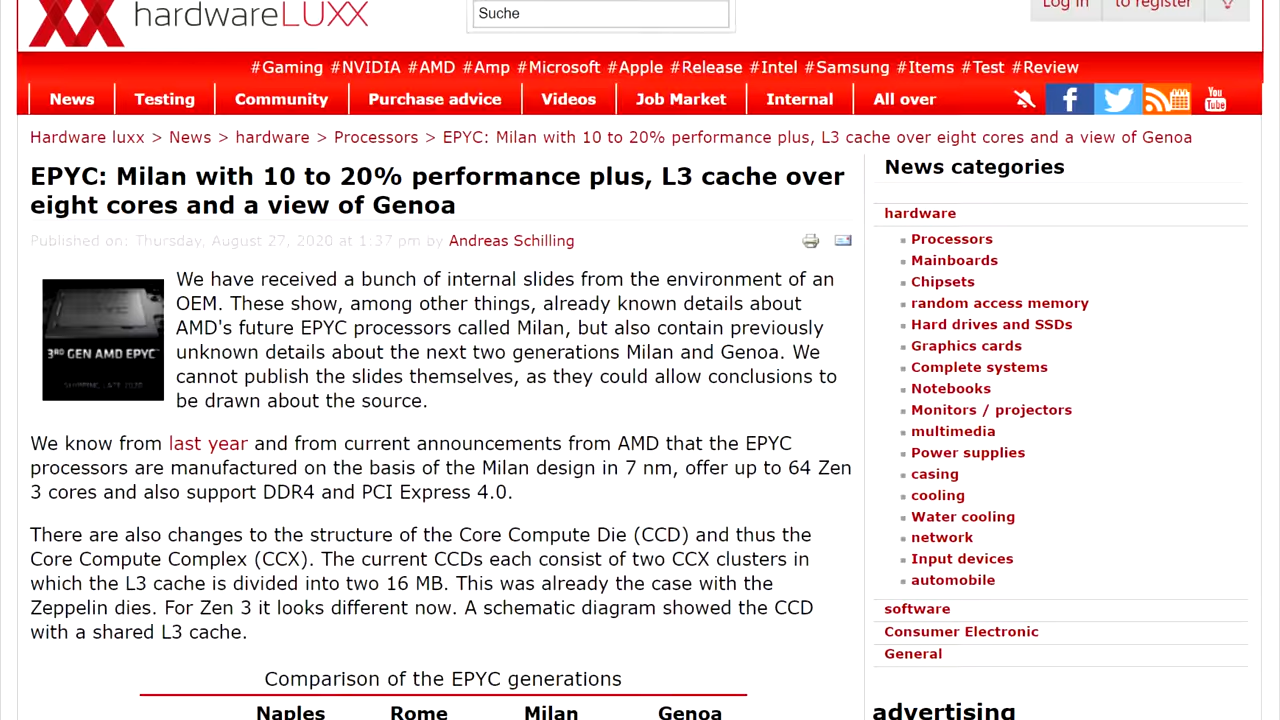 hardwareLUXX
Suche
Log in
to register
#Gaming #NVIDIA #AMD #Amp #Microsoft #Apple #Release #Intel #Samsung #Items #Test #Review
News
Testing
Community
Purchase advice
Videos
Job Market
Internal
All over
You Tube
Hardware luxx > News > hardware > Processors > EPYC: Milan with 10 to 20% performance plus, L3 cache over eight cores and a view of Genoa
EPYC: Milan with 10 to 20% performance plus, L3 cache over
eight cores and a view of Genoa
Published on: Thursday, August 27, 2020 at 1:37 pm by Andreas Schilling
EPYC
3RD GEN AMD EPYC™
SHIPPING LATE 2020
We have received a bunch of internal slides from the environment of an
OEM. These show, among other things, already known details about
AMD's future EPYC processors called Milan, but also contain previously
unknown details about the next two generations Milan and Genoa. We
cannot publish the slides themselves, as they could allow conclusions to
be drawn about the source.
We know from last year and from current announcements from AMD that the EPYC
processors are manufactured on the basis of the Milan design in 7 nm, offer up to 64 Zen
3 cores and also support DDR4 and PCI Express 4.0.
There are also changes to the structure of the Core Compute Die (CCD) and thus the
Core Compute Complex (CCX). The current CCDs each consist of two CCX clusters in
which the L3 cache is divided into two 16 MB. This was already the case with the
Zeppelin dies. For Zen 3 it looks different now. A schematic diagram showed the CCD
with a shared L3 cache.
Comparison of the EPYC generations
Naples Rome Milan Genoa
News categories
hardware
Processors
Mainboards
Chipsets
random access memory
Hard drives and SSDs
Graphics cards
Complete systems
Notebooks
Monitors / projectors
multimedia
Power supplies
casing
cooling
Water cooling
network
Input devices
automobile
software
Consumer Electronic
General
advertising